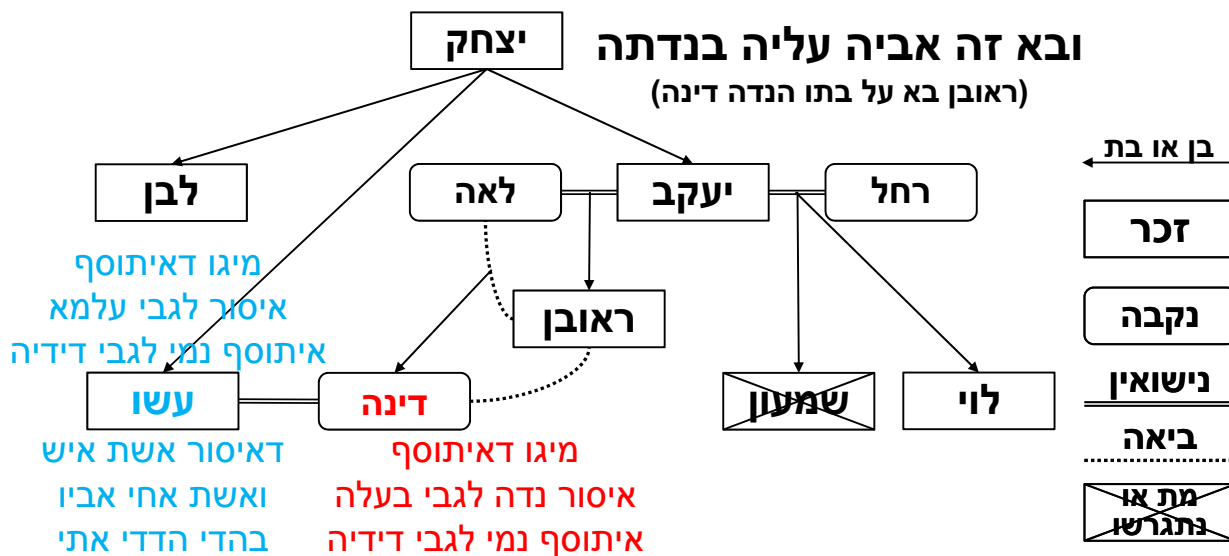 יצחק
ובא זה אביה עליה בנדתה
(ראובן בא על בתו הנדה דינה)
בן או בת
לבן
לאה
יעקב
רחל
זכר
מיגו דאיתוסף
איסור לגבי עלמא
איתוסף נמי לגבי דידיה
ראובן
נקבה
עשו
דינה
שמעון
לוי
נישואין
דאיסור אשת איש
ואשת אחי אביו
בהדי הדדי אתי
מיגו דאיתוסף
איסור נדה לגבי בעלה
איתוסף נמי לגבי דידיה
ביאה
מת או
נתגרשו